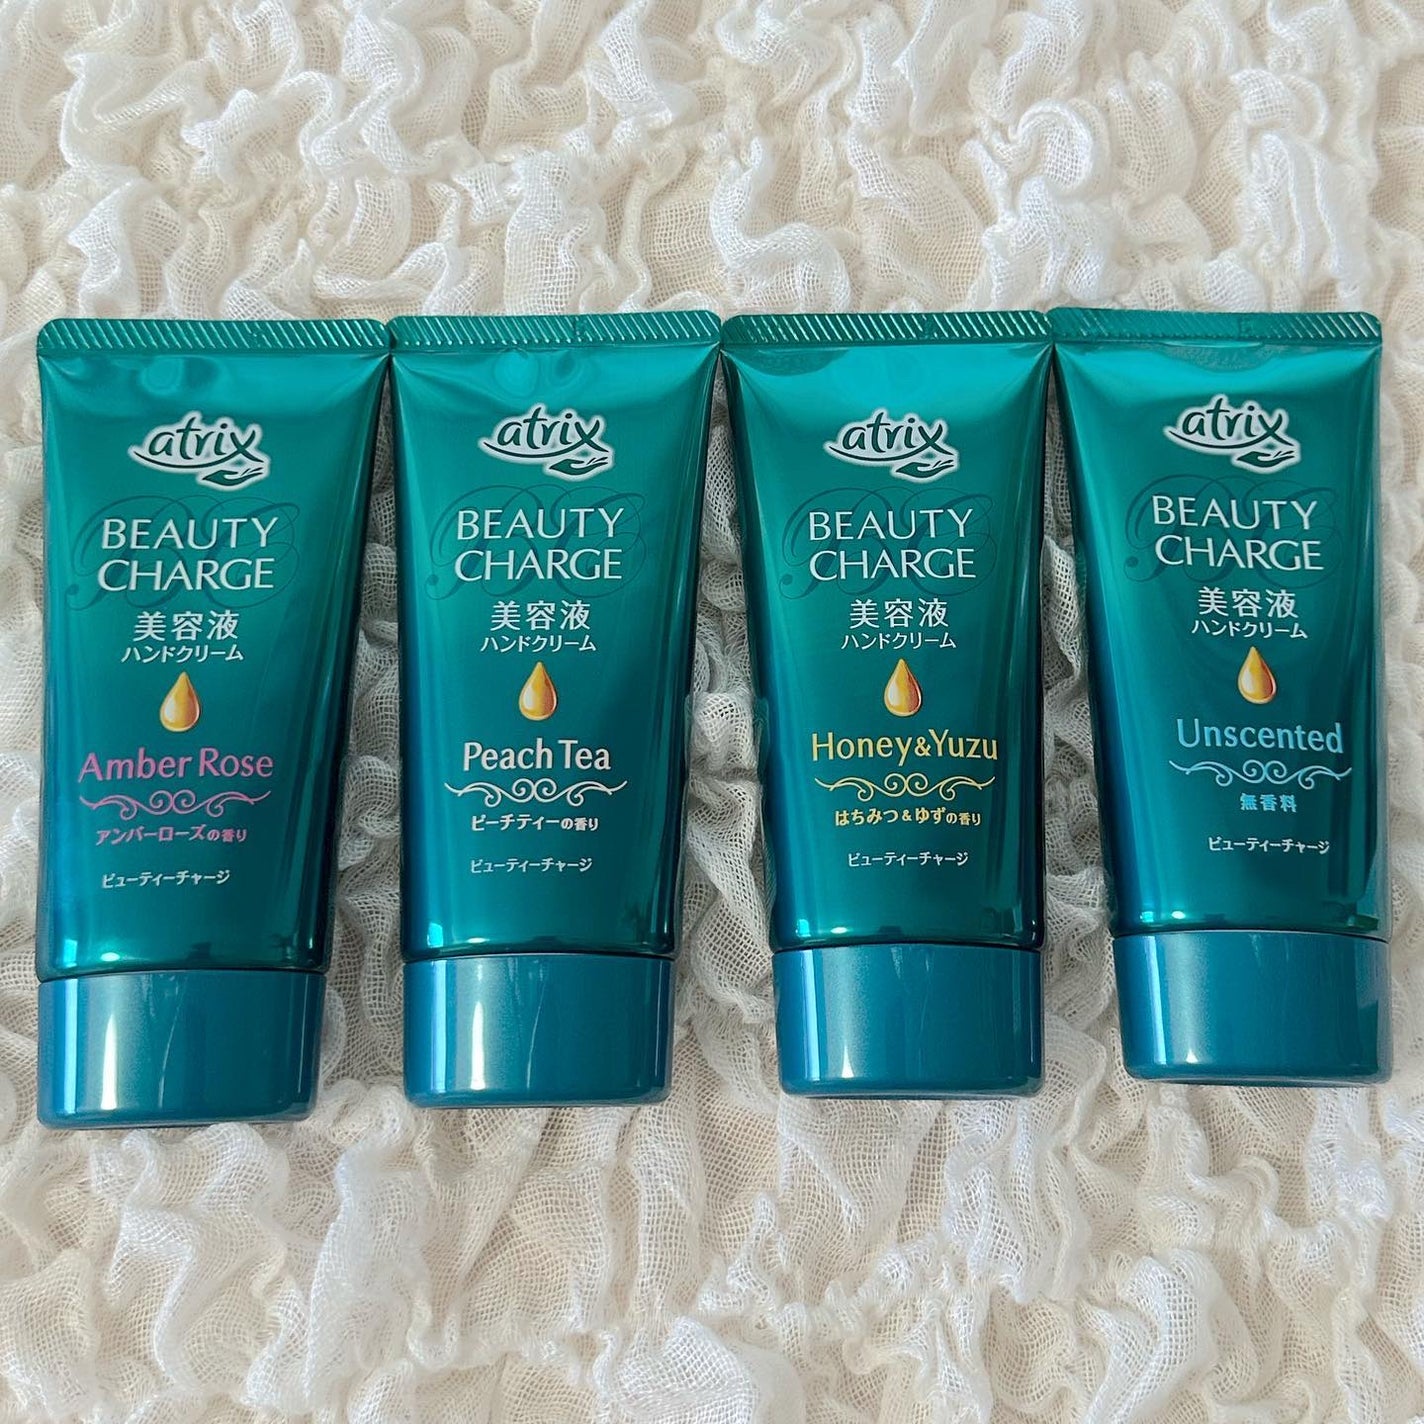 atrix
BEAUTY
CHARGE
美容液
ハンドクリーム
Amber Rose
アンバーローズの香り
ビューティーチャージ
atrix
BEAUTY
CHARGE
美容液
ハンドクリーム
Peach Tea
ピーチティーの香り
ビューティーチャージ
atrix
BEAUTY
CHARGE
美容液
ハンドクリーム
Honey&Yuzu
はちみつ&ゆずの香り
ビューティーチャージ
atrix
BEAUTY
CHARGE
美容液
ハンドクリーム
Unscented
無香料
ビューティーチャージ